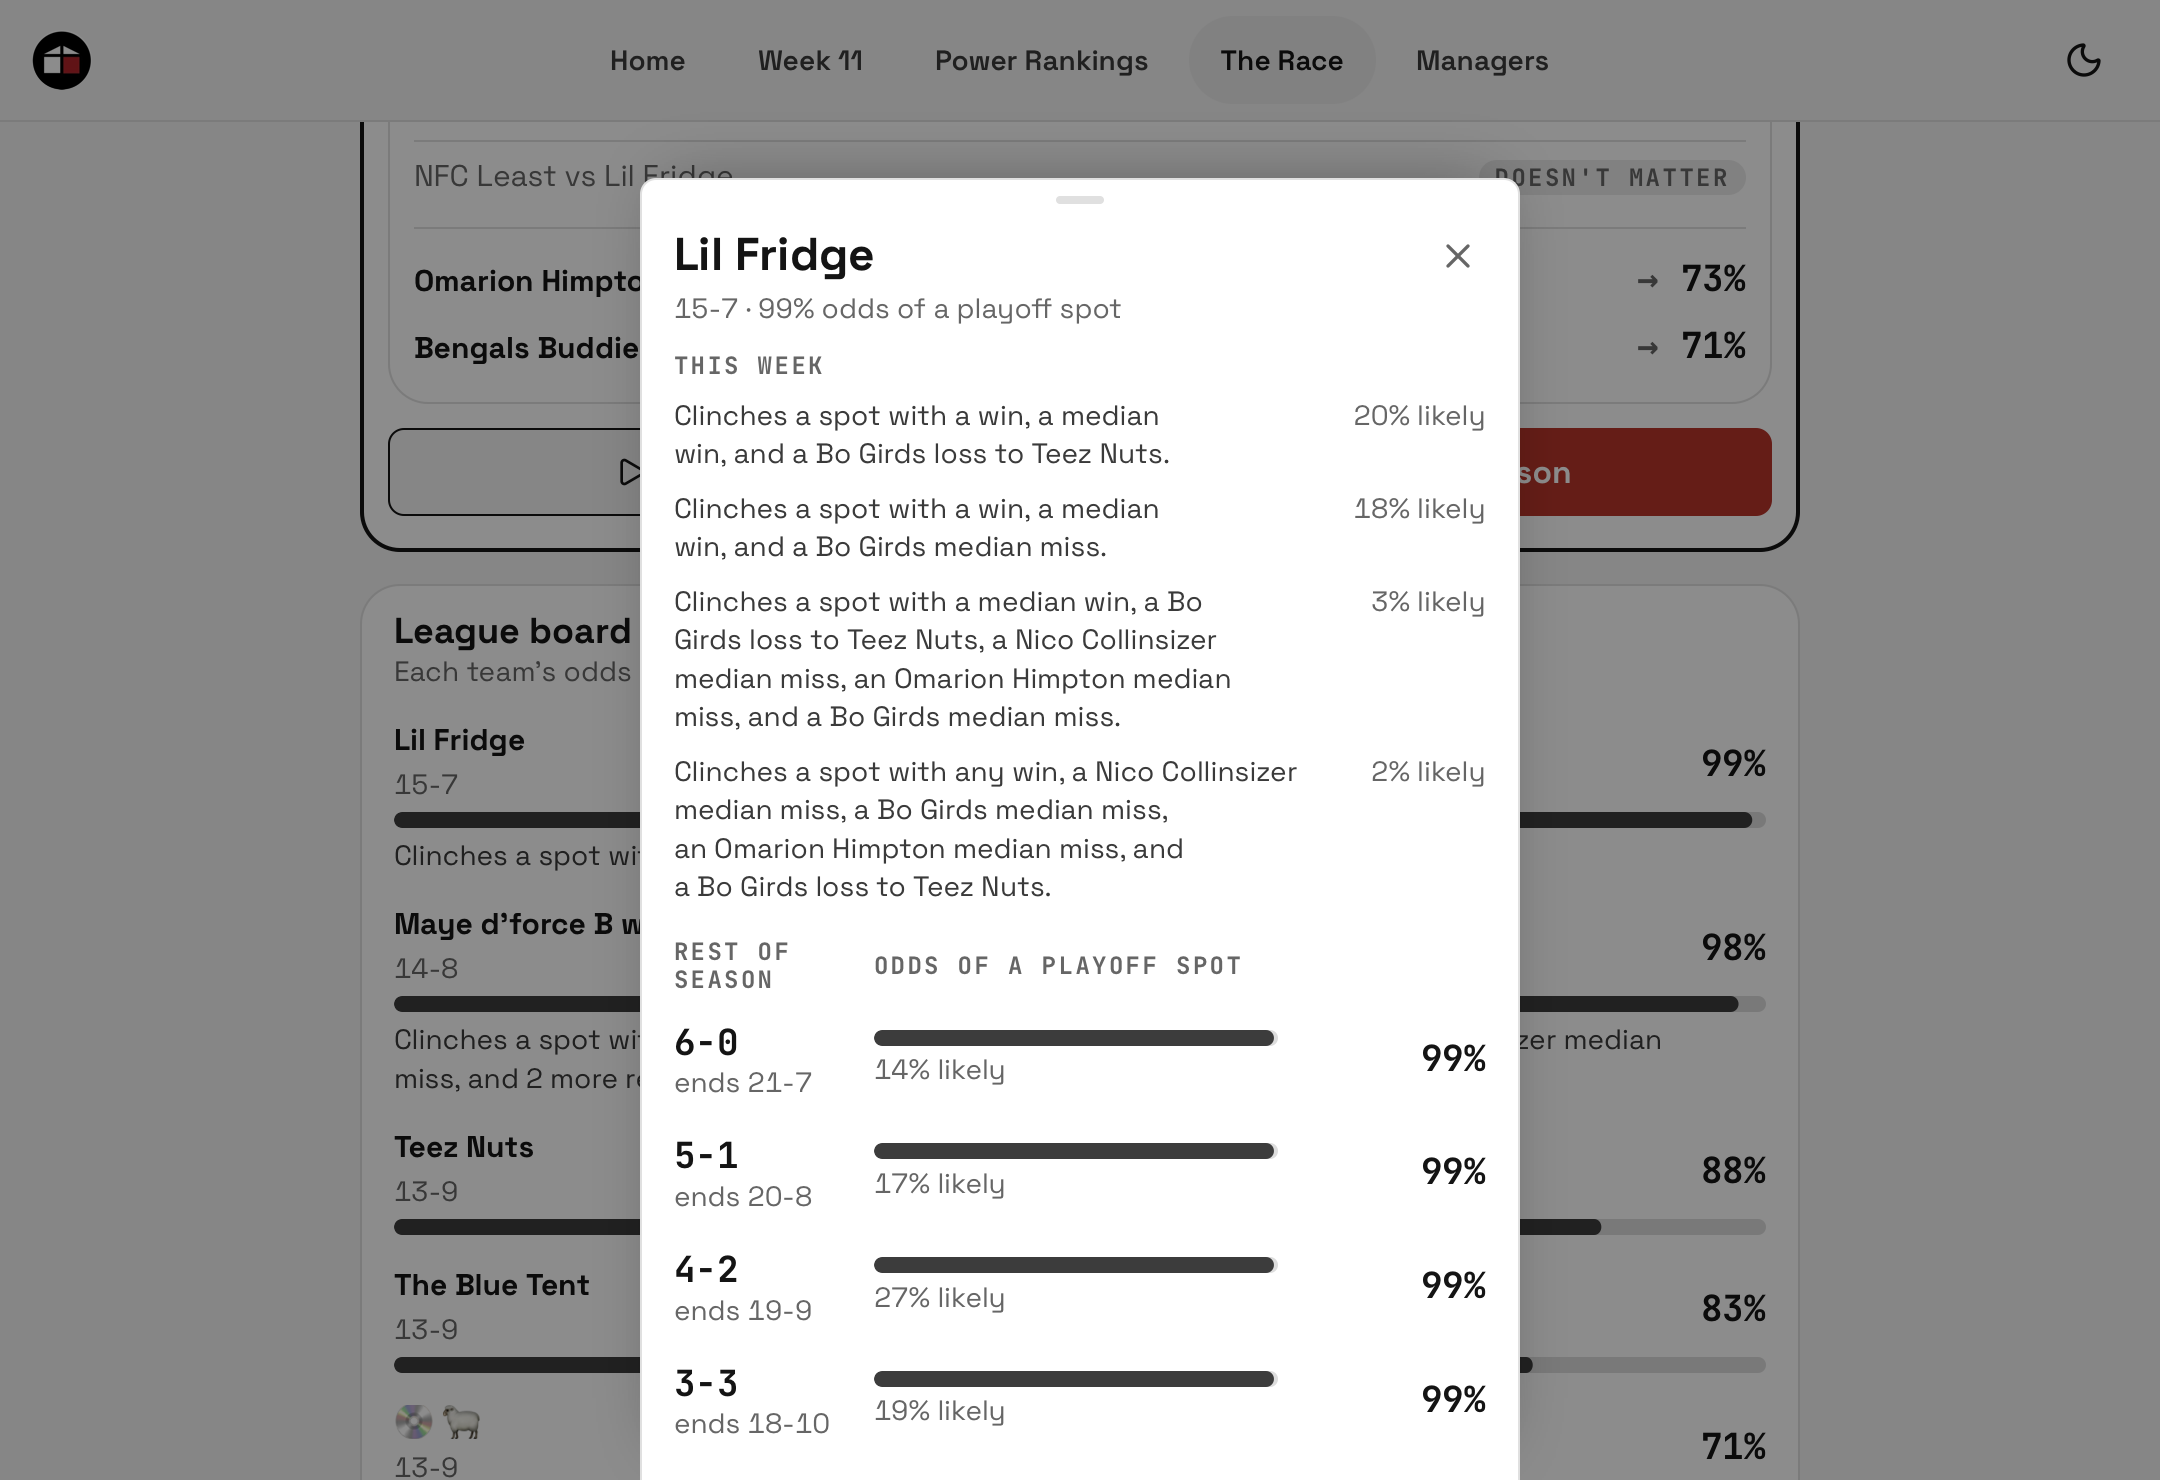 Home
Week 11
Power Rankings
The Race
Managers
NFC Least vs Lil Fridge
DOESN'T MATTER
Omarion Himpto
→ 73%
Bengals Buddie
→ 71%
son
League board
Each team's odds
Lil Fridge
15-7
99%
Clinches a spot wi
Maye d'force B w
14-8
98%
Clinches a spot wi
zer median
miss, and 2 more r
Teez Nuts
13-9
88%
The Blue Tent
13-9
83%
💿 🐑
13-9
71%
Lil Fridge
15-7 · 99% odds of a playoff spot
THIS WEEK
Clinches a spot with a win, a median
20% likely
win, and a Bo Girds loss to Teez Nuts.
Clinches a spot with a win, a median
18% likely
win, and a Bo Girds median miss.
Clinches a spot with a median win, a Bo
3% likely
Girds loss to Teez Nuts, a Nico Collinsizer
median miss, an Omarion Himpton median
miss, and a Bo Girds median miss.
Clinches a spot with any win, a Nico Collinsizer
2% likely
median miss, a Bo Girds median miss,
an Omarion Himpton median miss, and
a Bo Girds loss to Teez Nuts.
REST OF
SEASON
ODDS OF A PLAYOFF SPOT
6-0
ends 21-7
14% likely
99%
5-1
ends 20-8
17% likely
99%
4-2
ends 19-9
27% likely
99%
3-3
ends 18-10
19% likely
99%